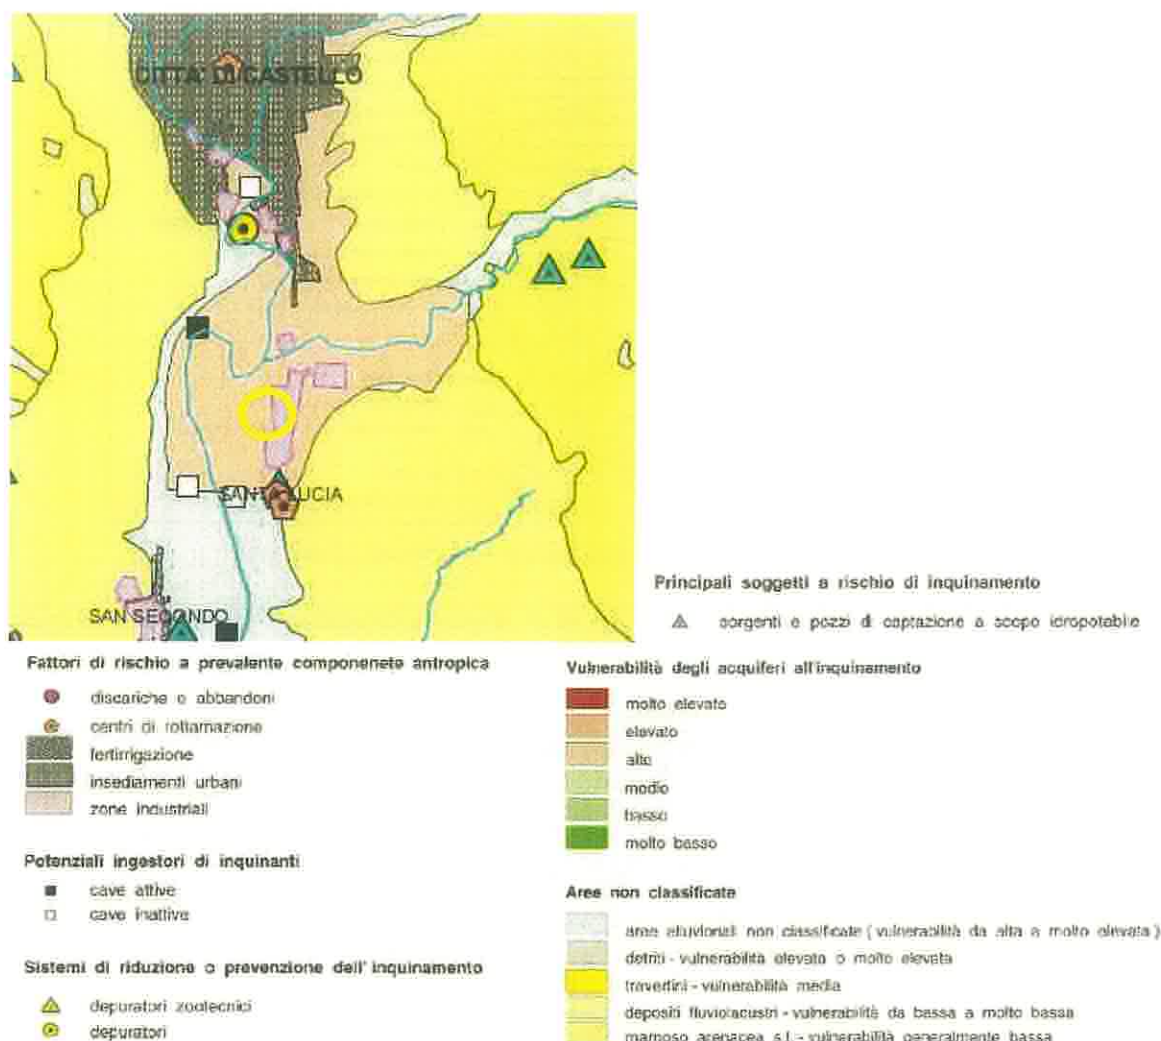 CITTA' DI CASTELLO
SANTA LUCIA
SAN SECONDO
Principali soggetti a rischio di inquinamento
sorgenti e pozzi di captazione a scopo idropotabile
Fattori di rischio a prevalente componenete antropica
discariche o abbandoni
centri di rottamazione
fertirrigazione
insediamenti urbani
zone industriali
Potenziali ingestori di inquinanti
cave attive
cave inattive
Sistemi di riduzione o prevenzione dell'inquinamento
depuratori zootecnici
depuratori
Vulnerabilità degli acquiferi all'inquinamento
molto elevato
elevato
alto
medio
basso
molto basso
Aree non classificate
aree alluvionali non classificate ( vulnerabilità da alta a molto elevata )
detriti - vulnerabilità elevata o molto elevata
travertini - vulnerabilità media
depositi fluviolacustri - vulnerabilità da bassa a molto bassa
marnoso arenacea s.l. - vulnerabilità generalmente bassa